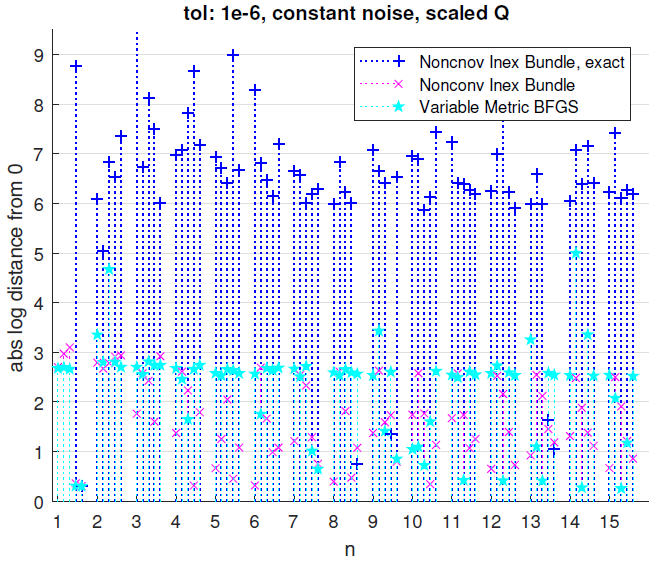 tol: 1e-6, constant noise, scaled Q
Noncnov Inex Bundle, exact
Nonconv Inex Bundle
Variable Metric BFGS
abs log distance from 0
9
8
7
6
5
4
3
2
1
0
1 2 3 4 5 6 7 8 9 10 11 12 13 14 15
n